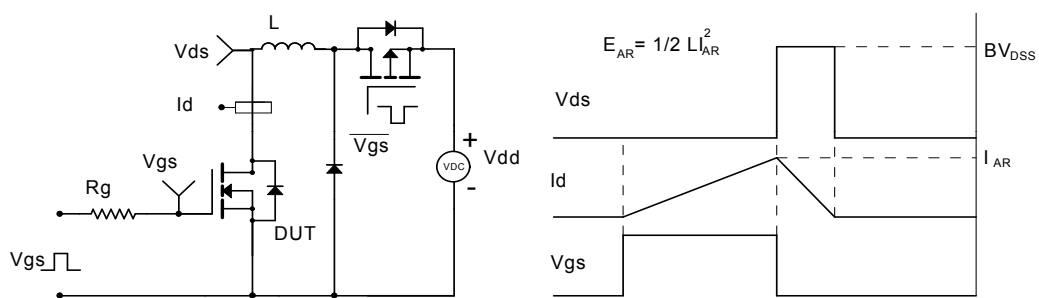 L
Vds
Id
Vgs
Rg
Vgs
DUT
Vgs
VDC
+
-
Vdd
E_AR = 1/2 LI²_AR
BV_DSS
Vds
I_AR
Id
Vgs